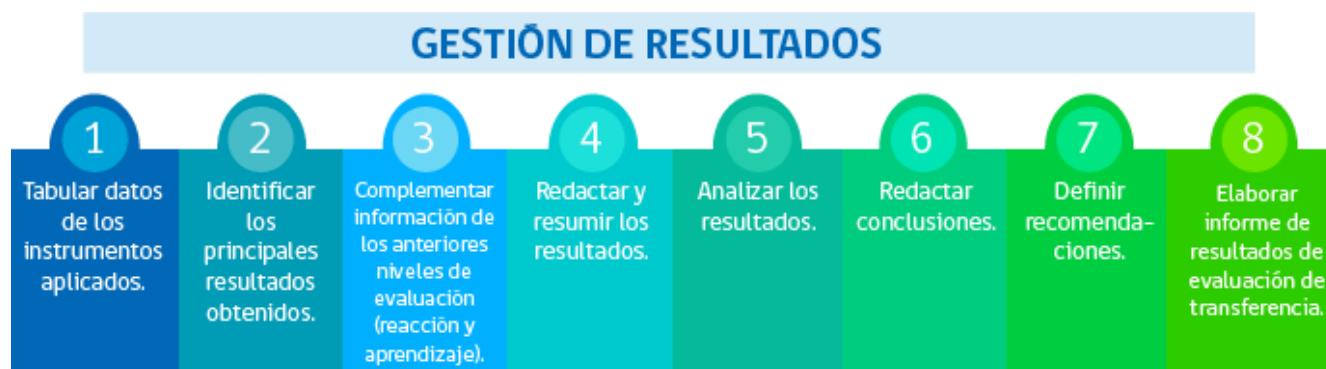 GESTIÓN DE RESULTADOS
1
Tabular datos
de los
instrumentos
aplicados.
2
Identificar
los
principales
resultados
obtenidos.
3
Complementar
información de
los anteriores
niveles de
evaluación
(reacción y
aprendizaje).
4
Redactar y
resumir los
resultados.
5
Analizar los
resultados.
6
Redactar
conclusiones.
7
Definir
recomenda-
ciones.
8
Elaborar
informe de
resultados de
evaluación de
transferencia.